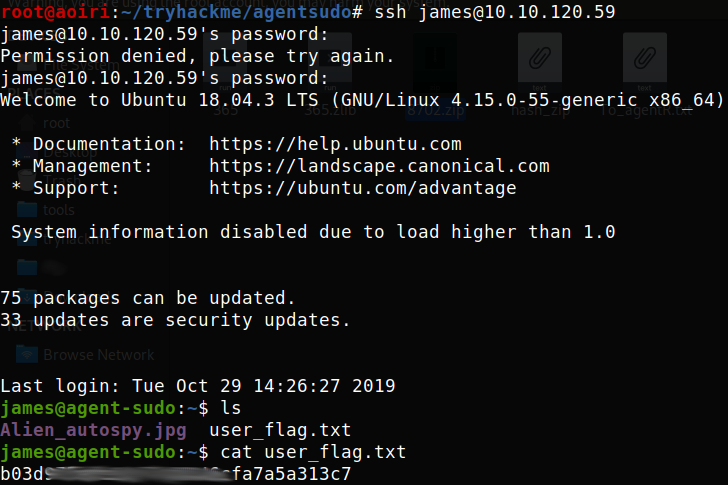 root@aoiri:~/tryhackme/agentsudo# ssh james@10.10.120.59
james@10.10.120.59's password:
Permission denied, please try again.
james@10.10.120.59's password:
Welcome to Ubuntu 18.04.3 LTS (GNU/Linux 4.15.0-55-generic x86_64)
* Documentation: https://help.ubuntu.com
* Management: https://landscape.canonical.com
* Support: https://ubuntu.com/advantage
System information disabled due to load higher than 1.0
75 packages can be updated.
33 updates are security updates.
Last login: Tue Oct 29 14:26:27 2019
james@agent-sudo:~$ ls
Alien_autospy.jpg user_flag.txt
james@agent-sudo:~$ cat user_flag.txt
root
tools
tryhackme
Browse Network